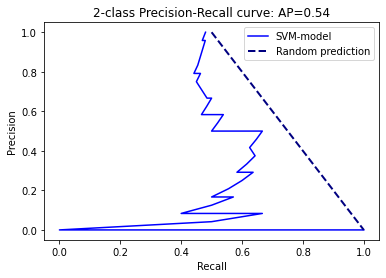 2-class Precision-Recall curve: AP=0.54
SVM-model
Random prediction
1.0
0.8
0.6
0.4
0.2
0.0
Precision
0.0 0.2 0.4 0.6 0.8 1.0
Recall